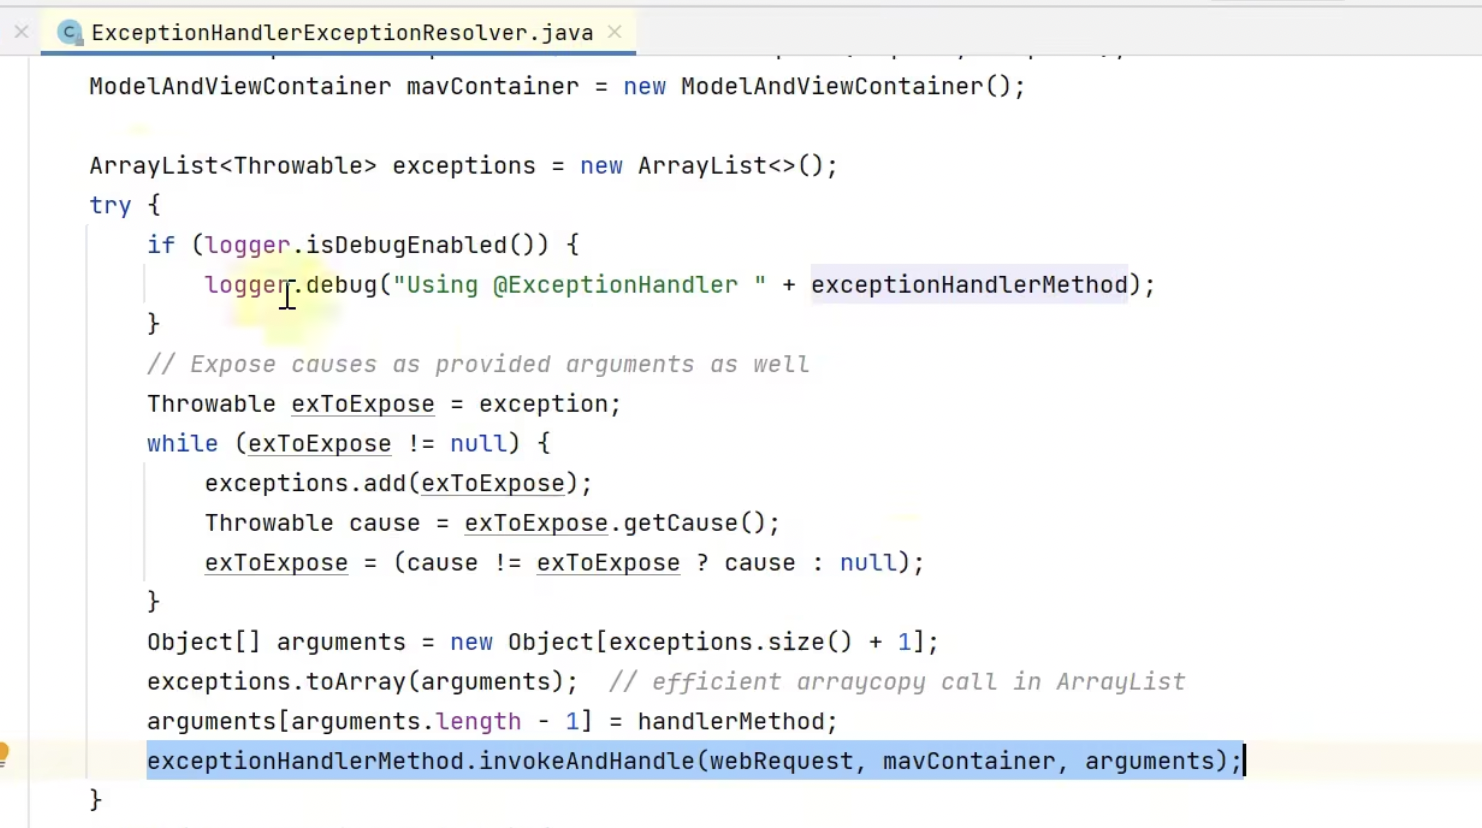 ExceptionHandlerExceptionResolver.java
ModelAndViewContainer mavContainer = new ModelAndViewContainer();
ArrayList<Throwable> exceptions = new ArrayList<>();
try {
if (logger.isDebugEnabled()) {
logger.debug("Using @ExceptionHandler " + exceptionHandlerMethod);
}
// Expose causes as provided arguments as well
Throwable exToExpose = exception;
while (exToExpose != null) {
exceptions.add(exToExpose);
Throwable cause = exToExpose.getCause();
exToExpose = (cause != exToExpose ? cause : null);
}
Object[] arguments = new Object[exceptions.size() + 1];
exceptions.toArray(arguments);  // efficient arraycopy call in ArrayList
arguments[arguments.length - 1] = handlerMethod;
exceptionHandlerMethod.invokeAndHandle(webRequest, mavContainer, arguments);
}